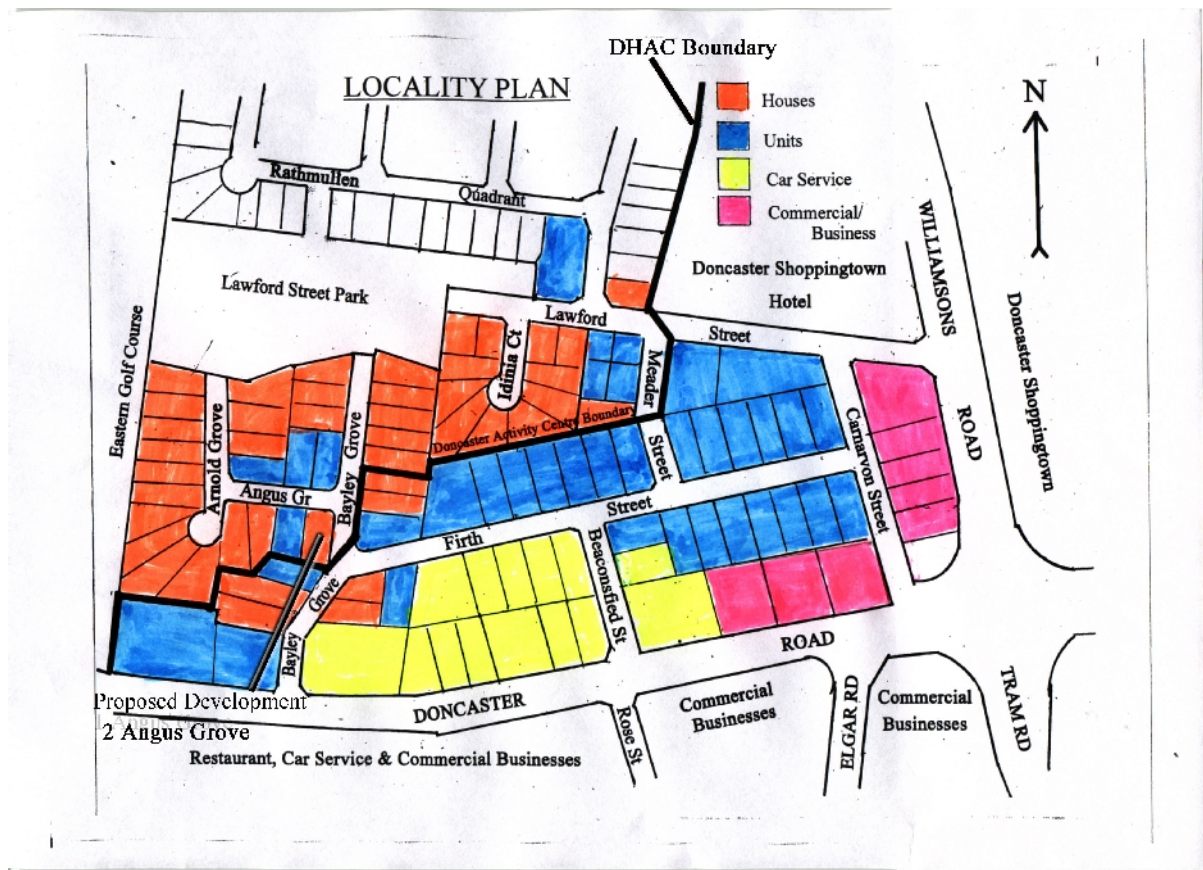 DHAC Boundary
LOCALITY PLAN
Houses
Units
Car Service
Commercial/
Business
N
Rathmullen
Quadrant
WILLIAMSONS
ROAD
Doncaster Shoppingtown
Hotel
Lawford Street Park
Lawford
Street
Doncaster Shoppingtown
Eastern Golf Course
Idinia Ct
Meader
Street
Doncaster Activity Centre Boundary
Carnarvon Street
Arnold Grove
Bayley Grove
Angus Gr
Firth
Street
Beaconsfied St
Bayley
Grove
ROAD
DONCASTER
Proposed Development
2 Angus Grove
Restaurant, Car Service & Commercial Businesses
Rose St
Commercial
Businesses
ELGAR RD
Commercial
Businesses
TRAM RD